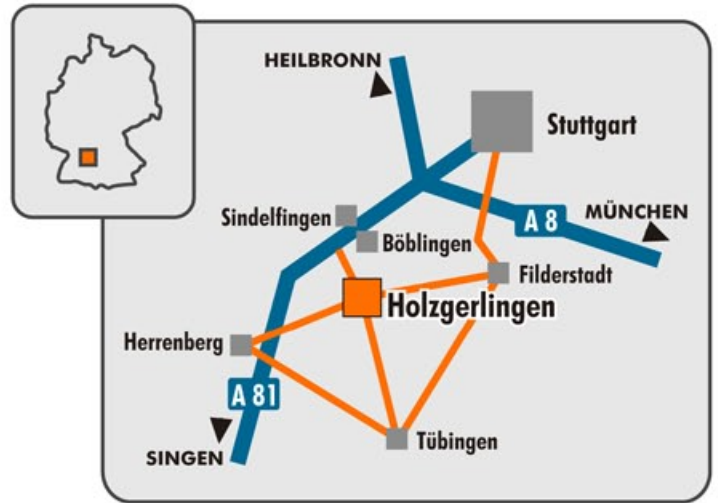 HEILBRONN
Stuttgart
Sindelfingen
MÜNCHEN
A 8
Böblingen
Filderstadt
Holzgerlingen
Herrenberg
A 81
Tübingen
SINGEN